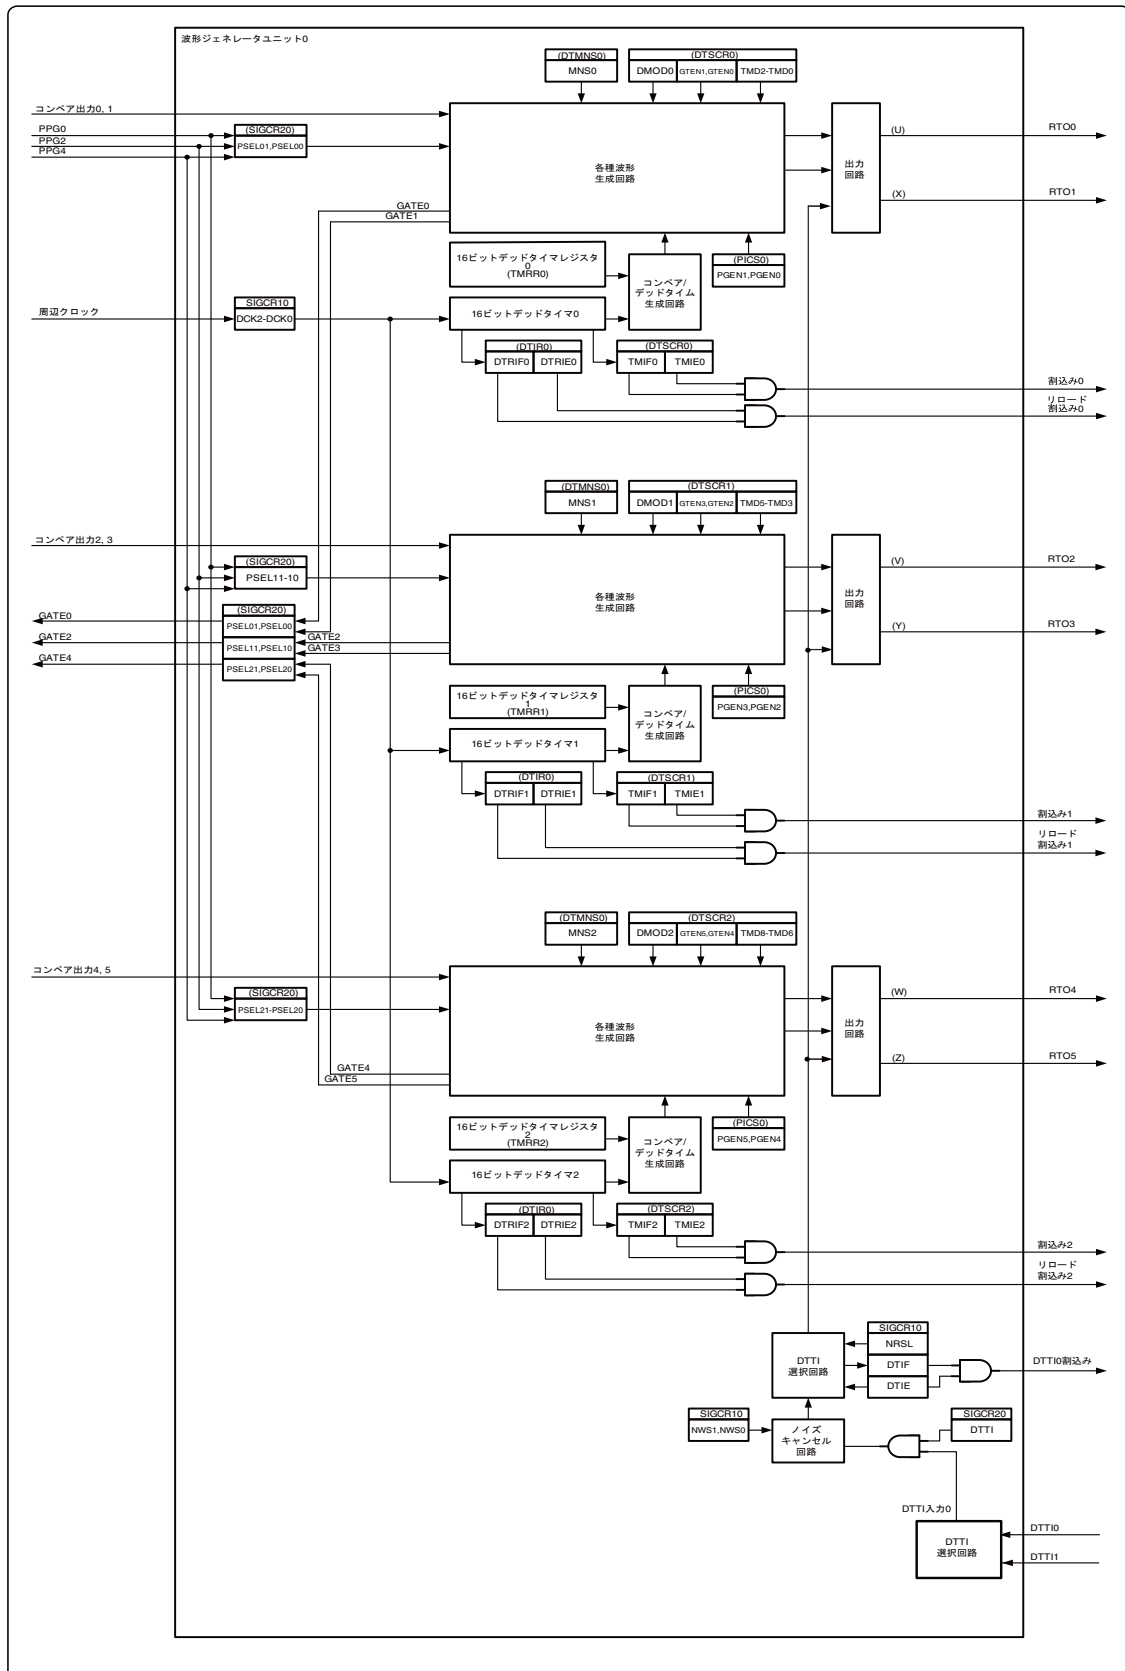 波形ジェネレータユニット0
(DTMNS0)
MNS0
(DTSCR0)
DMOD0
GTEN1,GTEN0
TMD2-TMD0
コンペア出力0, 1
PPG0
PPG2
PPG4
(SIGCR20)
PSEL01,PSEL00
各種波形
生成回路
出力
回路
(U)
RTO0
(X)
RTO1
GATE0
GATE1
16ビットデッドタイマレジスタ
0
(TMRR0)
コンペア/
デッドタイム
生成回路
(PICS0)
PGEN1,PGEN0
周辺クロック
SIGCR10
DCK2-DCK0
16ビットデッドタイマ0
(DTIR0)
DTRIF0
DTRIE0
(DTSCR0)
TMIF0
TMIE0
割込み0
リロード
割込み0
(DTMNS0)
MNS1
(DTSCR1)
DMOD1
GTEN3,GTEN2
TMD5-TMD3
コンペア出力2, 3
(SIGCR20)
PSEL11-10
各種波形
生成回路
出力
回路
(V)
RTO2
(Y)
RTO3
GATE0
GATE2
GATE4
(SIGCR20)
PSEL01,PSEL00
PSEL11,PSEL10
PSEL21,PSEL20
GATE2
GATE3
16ビットデッドタイマレジスタ
1
(TMRR1)
コンペア/
デッドタイム
生成回路
(PICS0)
PGEN3,PGEN2
16ビットデッドタイマ1
(DTIR0)
DTRIF1
DTRIE1
(DTSCR1)
TMIF1
TMIE1
割込み1
リロード
割込み1
(DTMNS0)
MNS2
(DTSCR2)
DMOD2
GTEN5,GTEN4
TMD8-TMD6
コンペア出力4, 5
(SIGCR20)
PSEL21-PSEL20
各種波形
生成回路
出力
回路
(W)
RTO4
(Z)
RTO5
GATE4
GATE5
16ビットデッドタイマレジスタ
2
(TMRR2)
コンペア/
デッドタイム
生成回路
(PICS0)
PGEN5,PGEN4
16ビットデッドタイマ2
(DTIR0)
DTRIF2
DTRIE2
(DTSCR2)
TMIF2
TMIE2
割込み2
リロード
割込み2
DTTI
選択回路
SIGCR10
NRSL
DTIF
DTIE
DTTI0割込み
SIGCR10
NWS1,NWS0
ノイズ
キャンセル
回路
SIGCR20
DTTI
DTTI入力0
DTTI
選択回路
DTTI0
DTTI1